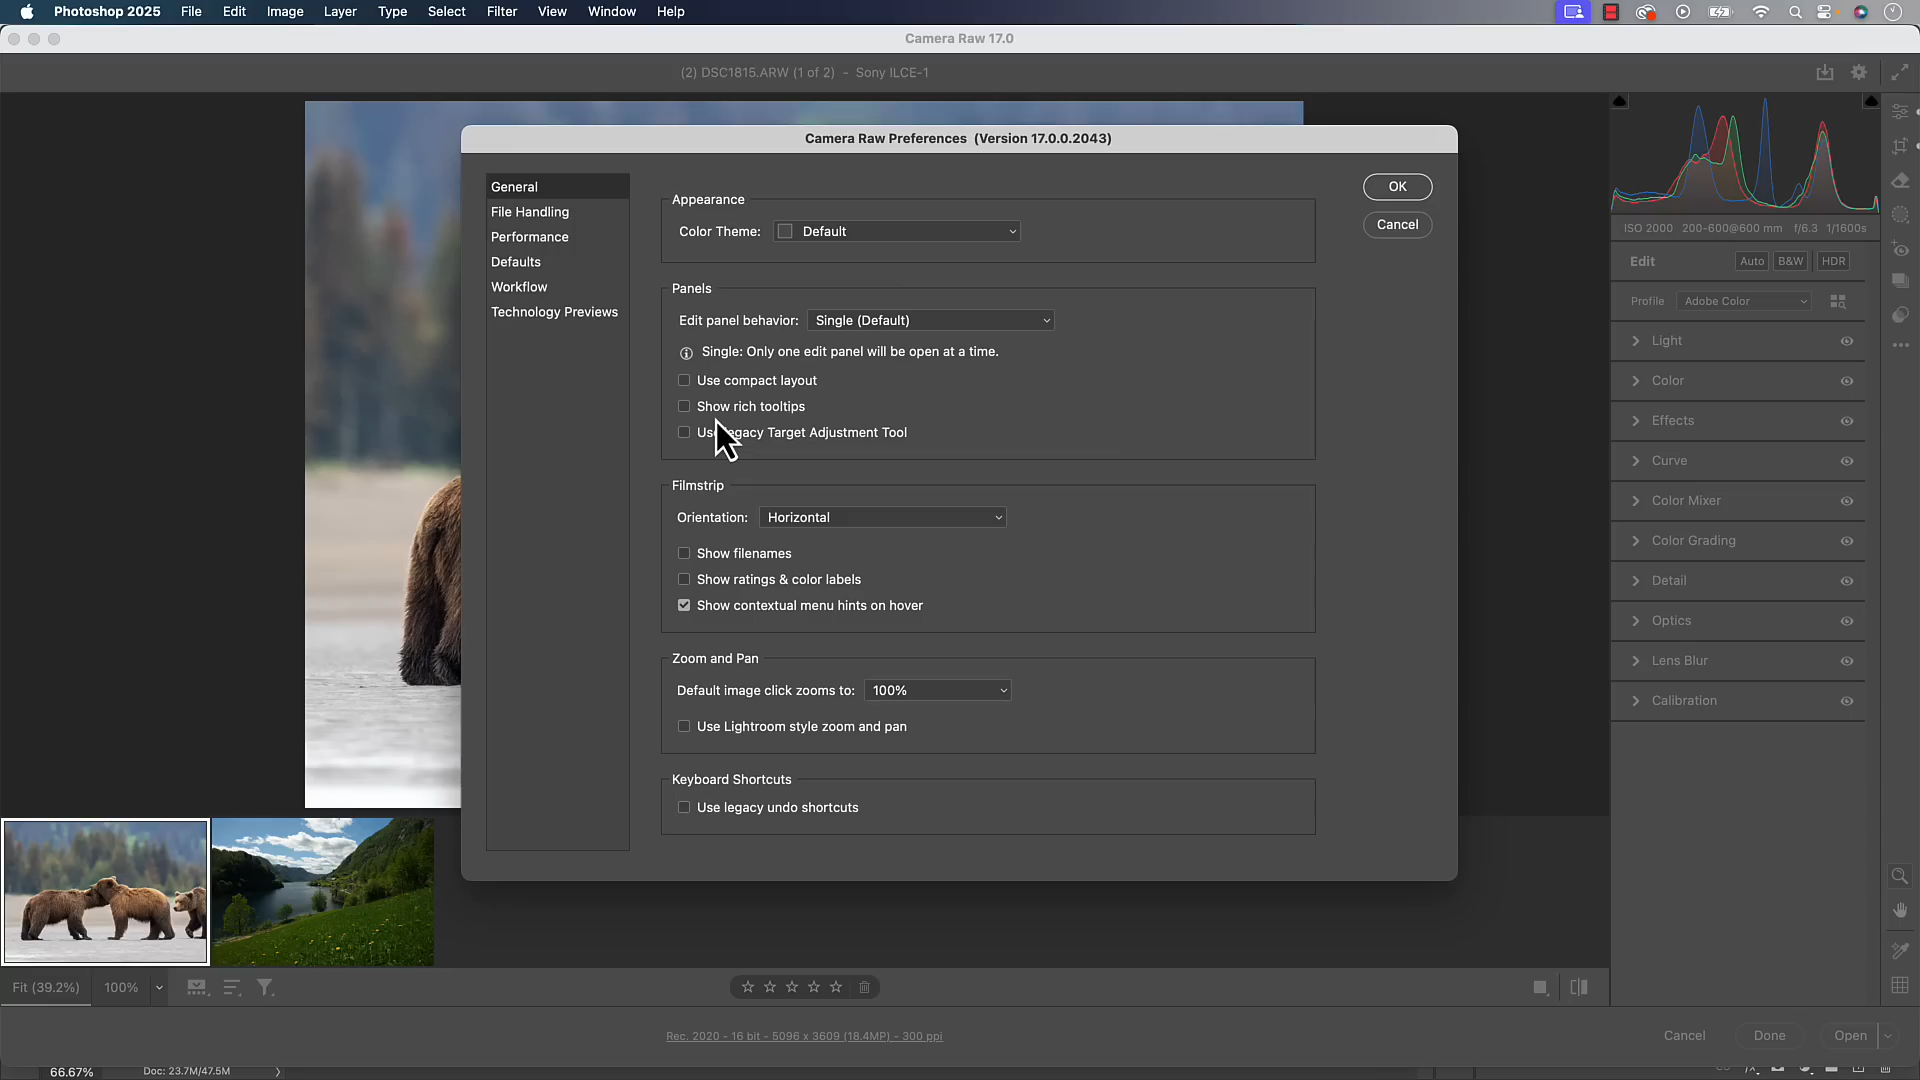 Photoshop 2025 File Edit Image Layer Type Select Filter View Window Help
Camera Raw 17.0
(2) DSC1815.ARW (1 of 2) - Sony ILCE-1
Camera Raw Preferences (Version 17.0.0.2043)
General
File Handling
Performance
Defaults
Workflow
Technology Previews
Appearance
Color Theme: Default
Panels
Edit panel behavior: Single (Default)
Single: Only one edit panel will be open at a time.
Use compact layout
Show rich tooltips
Use legacy Target Adjustment Tool
Filmstrip
Orientation: Horizontal
Show filenames
Show ratings & color labels
Show contextual menu hints on hover
Zoom and Pan
Default image click zooms to: 100%
Use Lightroom style zoom and pan
Keyboard Shortcuts
Use legacy undo shortcuts
OK
Cancel
ISO 2000 200-600@600 mm f/6.3 1/1600s
Edit Auto B&W HDR
Profile Adobe Color
Light
Color
Effects
Curve
Color Mixer
Color Grading
Detail
Optics
Lens Blur
Calibration
Fit (39.2%) 100%
Rec. 2020 - 16 bit - 5096 x 3609 (18.4MP) - 300 ppi
Cancel Done Open
66.67% Doc: 23.7M/47.5M